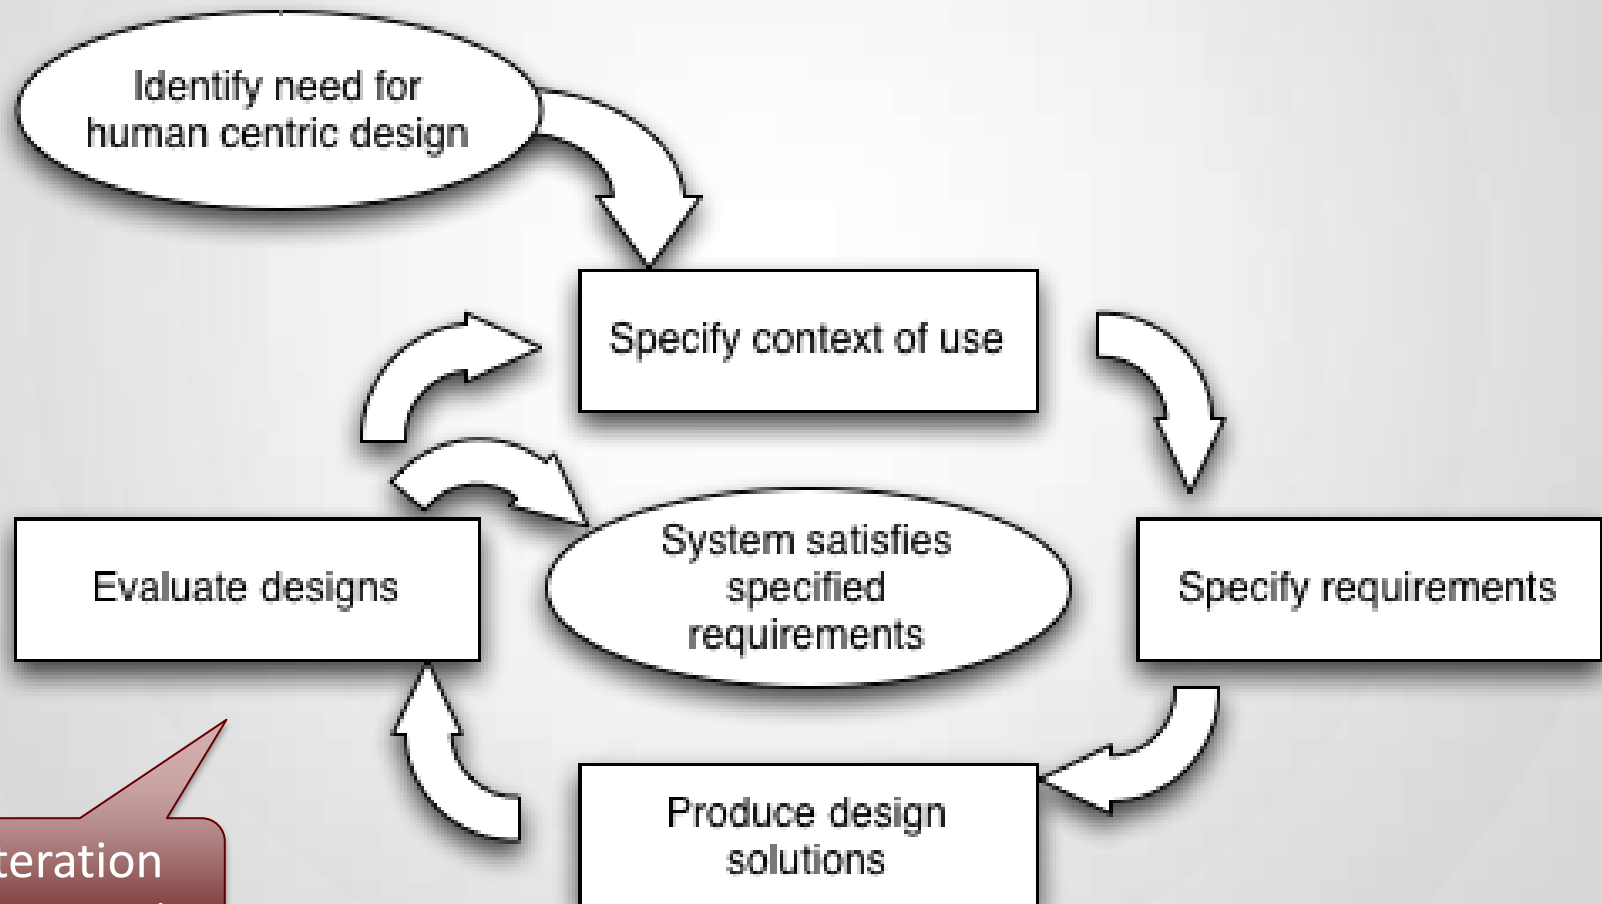 Identify need for
human centric design
Specify context of use
System satisfies
specified
requirements
Evaluate designs
Specify requirements
Produce design
solutions
teration